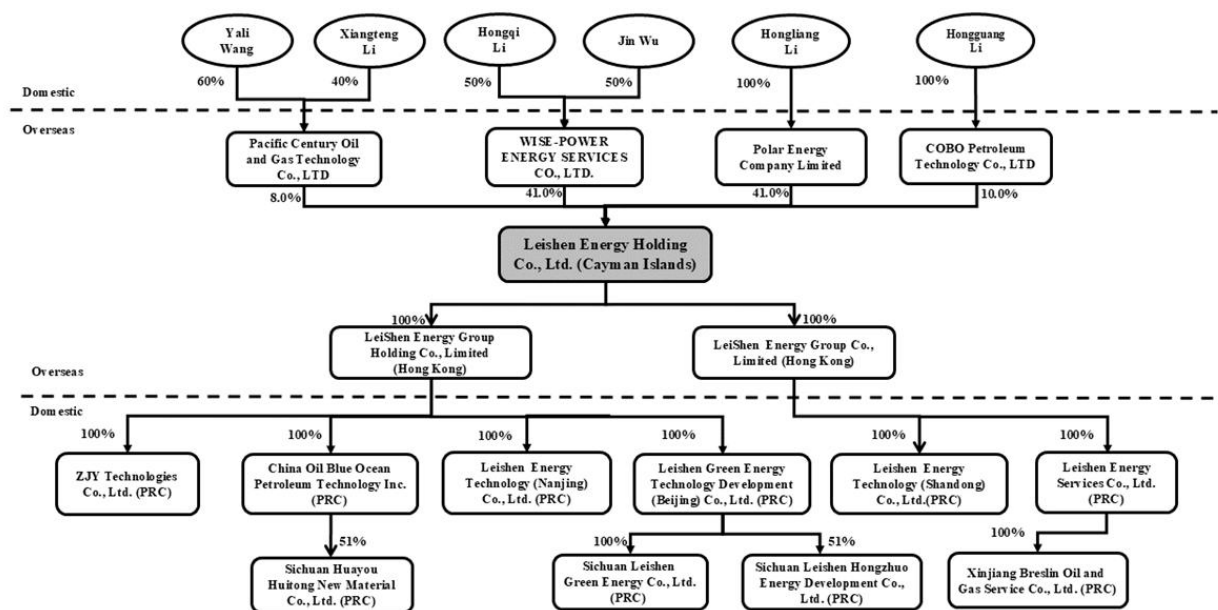 Yali
Wang
Xiangteng
Li
Hongqi
Li
Jin Wu
Hongliang
Li
Hongguang
Li
60%
40%
50%
50%
100%
100%
Domestic
Overseas
Pacific Century Oil
and Gas Technology
Co., LTD
WISE-POWER
ENERGY SERVICES
CO., LTD.
Polar Energy
Company Limited
COBO Petroleum
Technology Co., LTD
8.0%
41.0%
41.0%
10.0%
Leishen Energy Holding
Co., Ltd. (Cayman Islands)
100%
100%
LeiShen Energy Group
Holding Co., Limited
(Hong Kong)
LeiShen Energy Group Co.,
Limited (Hong Kong)
Overseas
Domestic
100%
100%
100%
100%
100%
100%
ZJY Technologies
Co., Ltd. (PRC)
China Oil Blue Ocean
Petroleum Technology Inc.
(PRC)
Leishen Energy
Technology (Nanjing)
Co., Ltd. (PRC)
Leishen Green Energy
Technology Development
(Beijing) Co., Ltd. (PRC)
Leishen Energy
Technology (Shandong)
Co., Ltd.(PRC)
Leishen Energy
Services Co., Ltd.
(PRC)
51%
100%
51%
100%
Sichuan Huayou
Huitong New Material
Co., Ltd. (PRC)
Sichuan Leishen
Green Energy Co., Ltd.
(PRC)
Sichuan Leishen Hongzhuo
Energy Development Co.,
Ltd. (PRC)
Xinjiang Breslin Oil and
Gas Service Co., Ltd. (PRC)